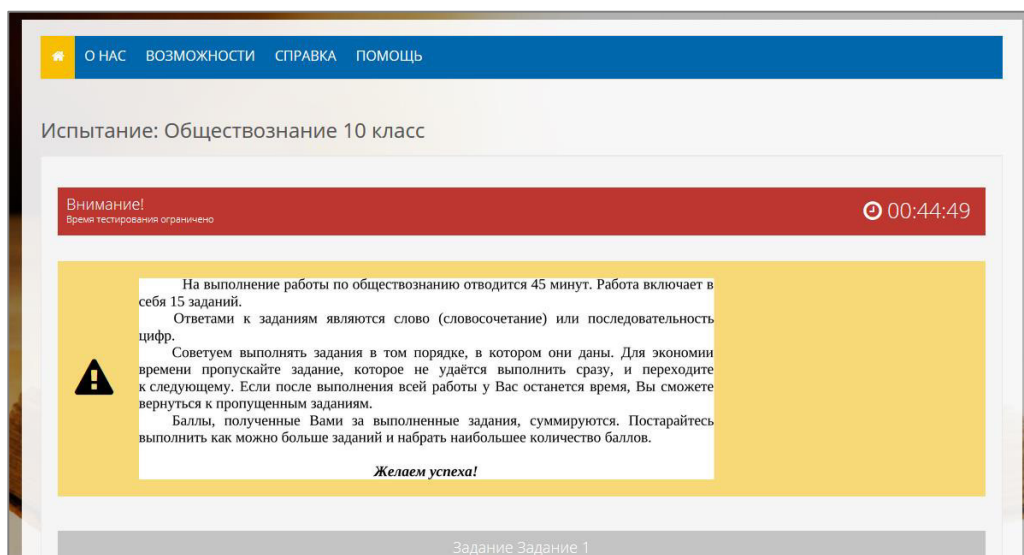 О НАС ВОЗМОЖНОСТИ СПРАВКА ПОМОЩЬ
Испытание: Обществознание 10 класс
Внимание!
Время тестирования ограничено
00:44:49
На выполнение работы по обществознанию отводится 45 минут. Работа включает в
себя 15 заданий.
Ответами к заданиям являются слово (словосочетание) или последовательность
цифр.
Советуем выполнять задания в том порядке, в котором они даны. Для экономии
времени пропускайте задание, которое не удаётся выполнить сразу, и переходите
к следующему. Если после выполнения всей работы у Вас останется время, Вы сможете
вернуться к пропущенным заданиям.
Баллы, полученные Вами за выполненные задания, суммируются. Постарайтесь
выполнить как можно больше заданий и набрать наибольшее количество баллов.
Желаем успеха!
Задание Задание 1